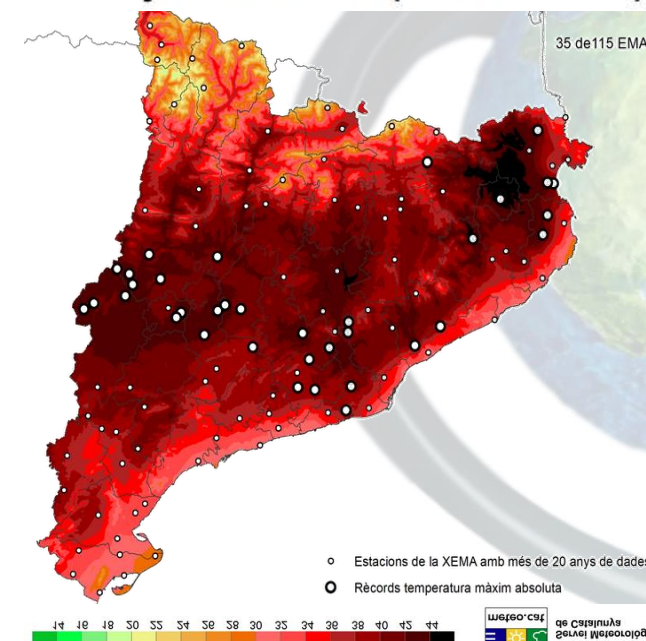 35 de115 EMA
Estacions de la XEMA amb més de 20 anys de dades
Rècords temperatura màxim absoluta
14 16 18 20 22 24 26 28 30 32 34 36 38 40 42 44
meteo.cat
de Catalunya
Servei Meteorològ